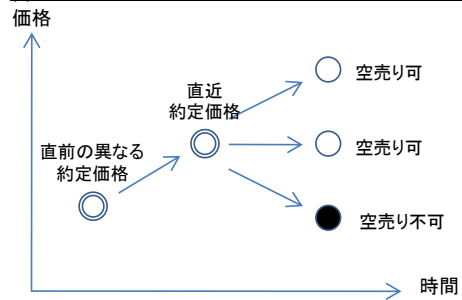 価格
空売り可
直近
約定価格
直前の異なる
約定価格
空売り可
空売り不可
時間